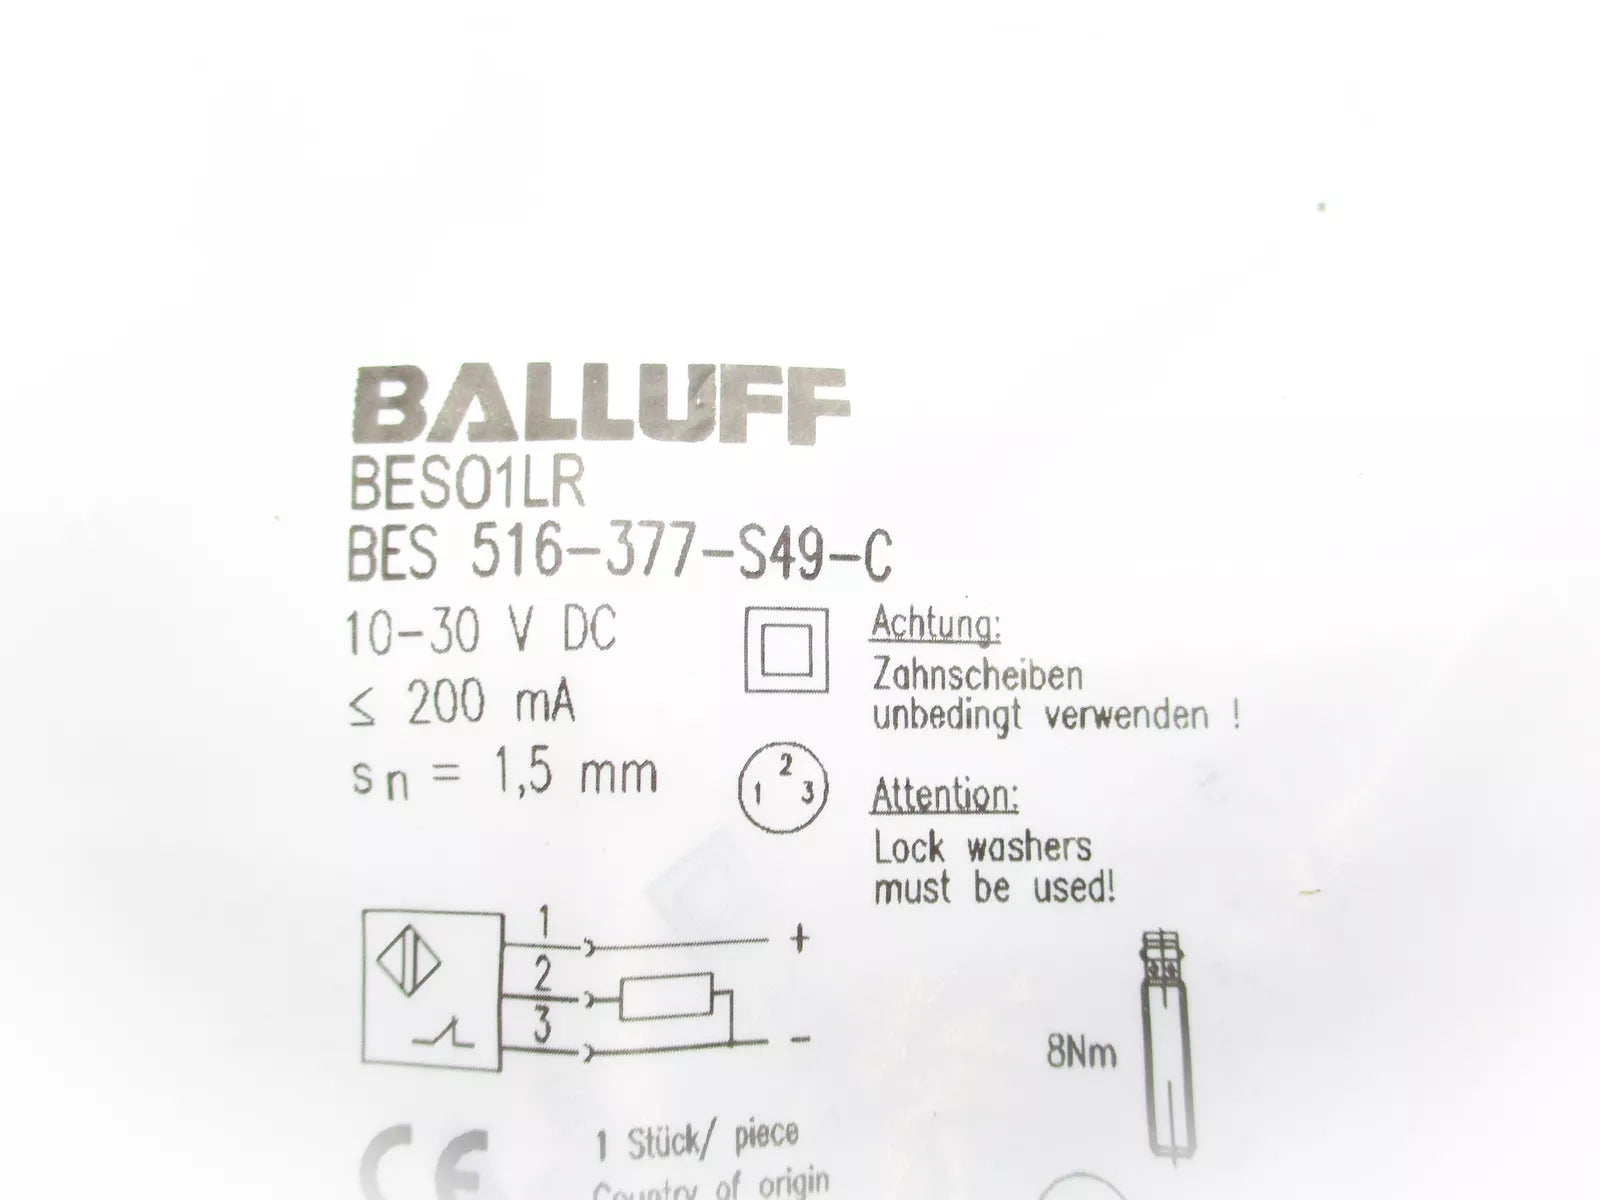 BALLUFF
BES01LR
BES 516-377-S49-C
10-30 V DC
≤ 200 mA
sn = 1,5 mm
1 2 3
Achtung:
Zahnscheiben
unbedingt verwenden !
Attention:
Lock washers
must be used!
1
+
2
3
-
8Nm
CE
1 Stück/ piece
Country of origin